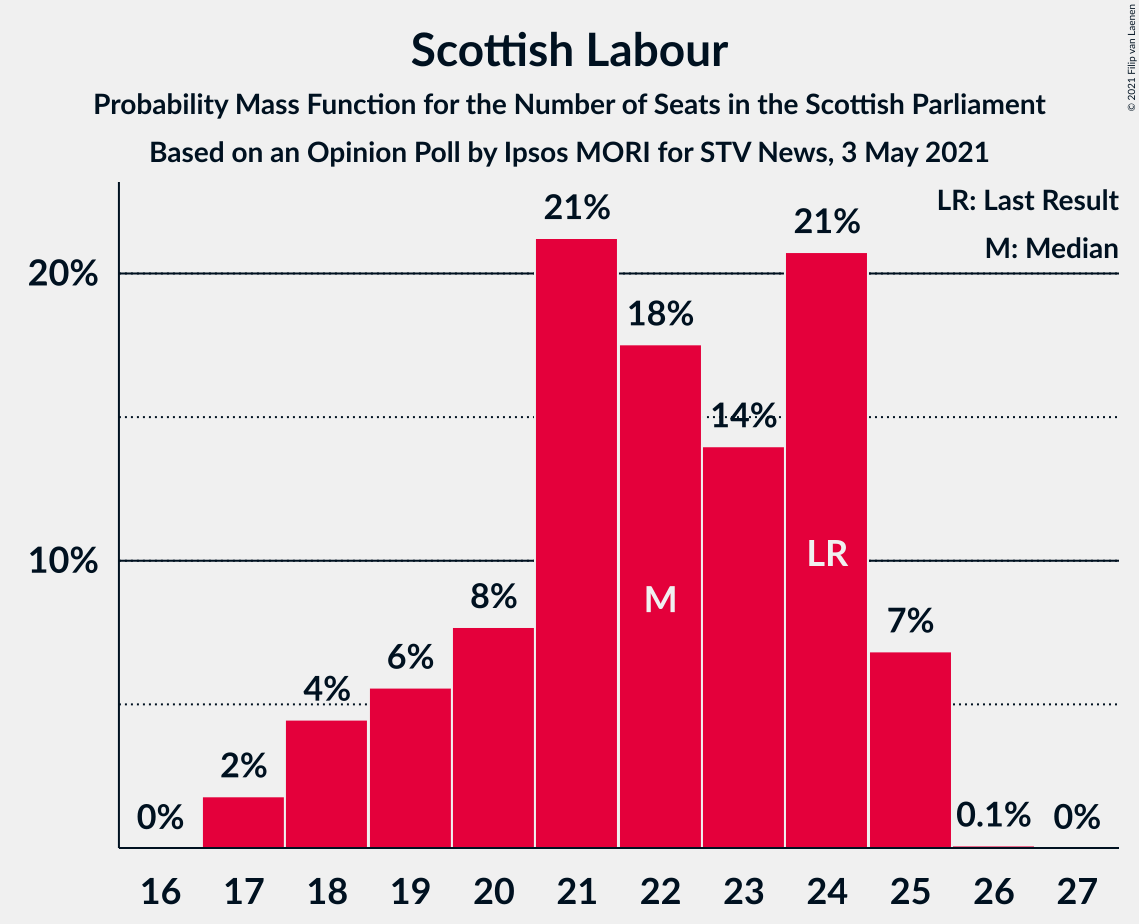 Scottish Labour
Probability Mass Function for the Number of Seats in the Scottish Parliament
Based on an Opinion Poll by Ipsos MORI for STV News, 3 May 2021
© 2021 Filip van Laenen
LR: Last Result
M: Median
20%
10%
0%
2%
4%
6%
8%
21%
18%
14%
21%
7%
0.1%
0%
M
LR
16 17 18 19 20 21 22 23 24 25 26 27